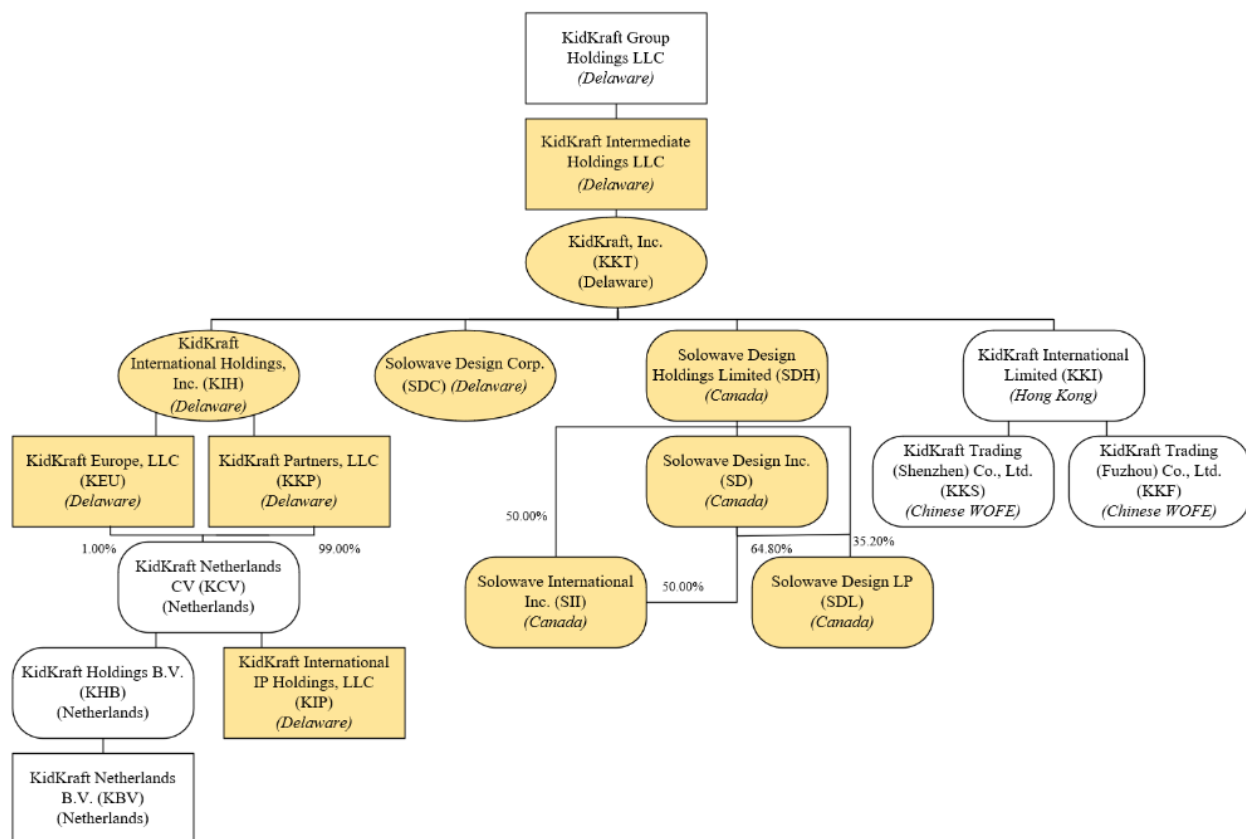 KidKraft Group
Holdings LLC
(Delaware)
KidKraft Intermediate
Holdings LLC
(Delaware)
KidKraft, Inc.
(KKT)
(Delaware)
KidKraft
International Holdings,
Inc. (KIH)
(Delaware)
Solowave Design Corp.
(SDC) (Delaware)
Solowave Design
Holdings Limited (SDH)
(Canada)
KidKraft International
Limited (KKI)
(Hong Kong)
KidKraft Europe, LLC
(KEU)
(Delaware)
KidKraft Partners, LLC
(KKP)
(Delaware)
Solowave Design Inc.
(SD)
(Canada)
KidKraft Trading
(Shenzhen) Co., Ltd.
(KKS)
(Chinese WOFE)
KidKraft Trading
(Fuzhou) Co., Ltd.
(KKF)
(Chinese WOFE)
50.00%
1.00%
99.00%
64.80%
35.20%
KidKraft Netherlands
CV (KCV)
(Netherlands)
Solowave International
Inc. (SII)
(Canada)
50.00%
Solowave Design LP
(SDL)
(Canada)
KidKraft Holdings B.V.
(KHB)
(Netherlands)
KidKraft International
IP Holdings, LLC
(KIP)
(Delaware)
KidKraft Netherlands
B.V. (KBV)
(Netherlands)